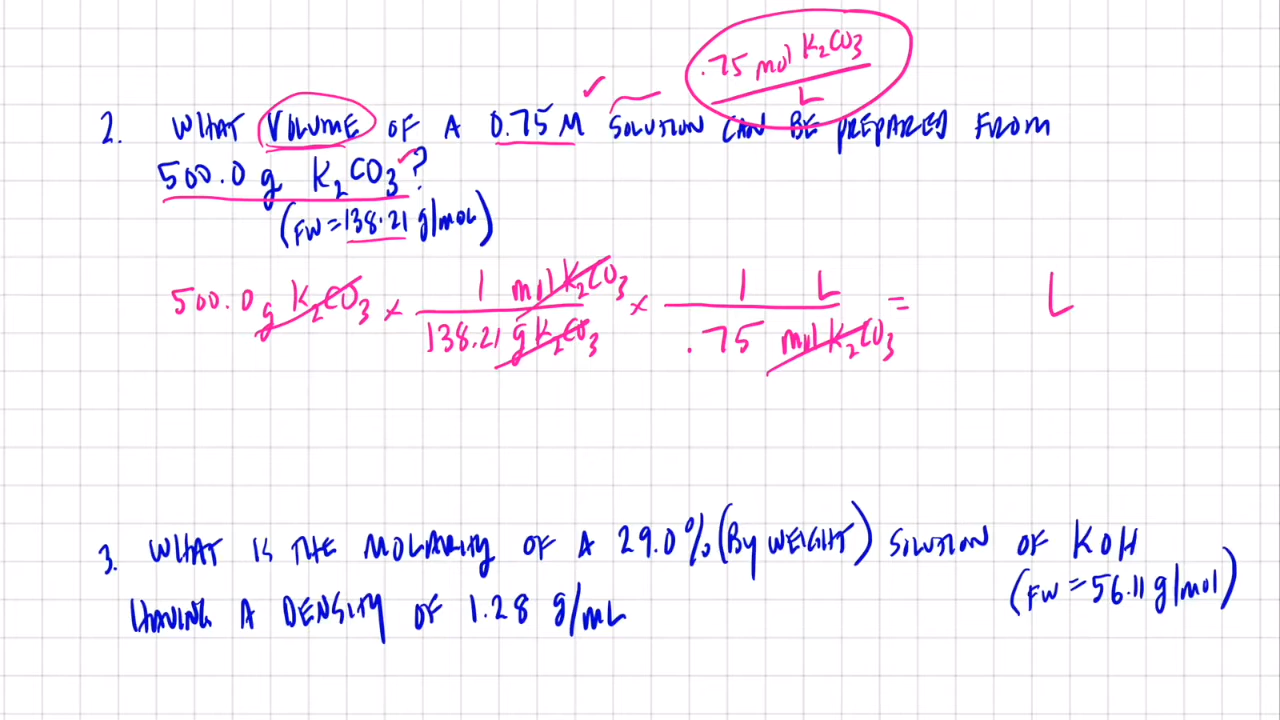 .75 mol K2CO3
L
2. WHAT VOLUME OF A 0.75 M SOLUTION CAN BE PREPARED FROM
500.0 g K2CO3?
(FW = 138.21 g/mol)
500.0 g K2CO3 × 1 mol K2CO3 × 1 L = L
138.21 g K2CO3 .75 mol K2CO3
3. WHAT IS THE MOLARITY OF A 29.0% (BY WEIGHT) SOLUTION OF KOH
(FW = 56.11 g/mol)
HAVING A DENSITY OF 1.28 g/mL